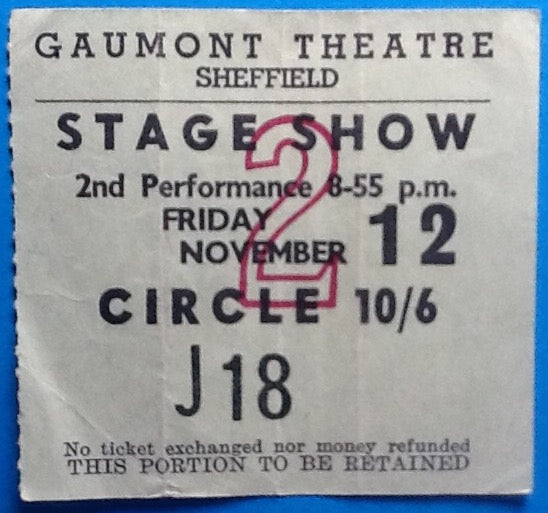 GAUMONT THEATRE
SHEFFIELD
STAGE SHOW
2
2nd Performance 8-55 p.m.
FRIDAY
NOVEMBER 12
CIRCLE 10/6
J 18
No ticket exchanged nor money refunded
THIS PORTION TO BE RETAINED